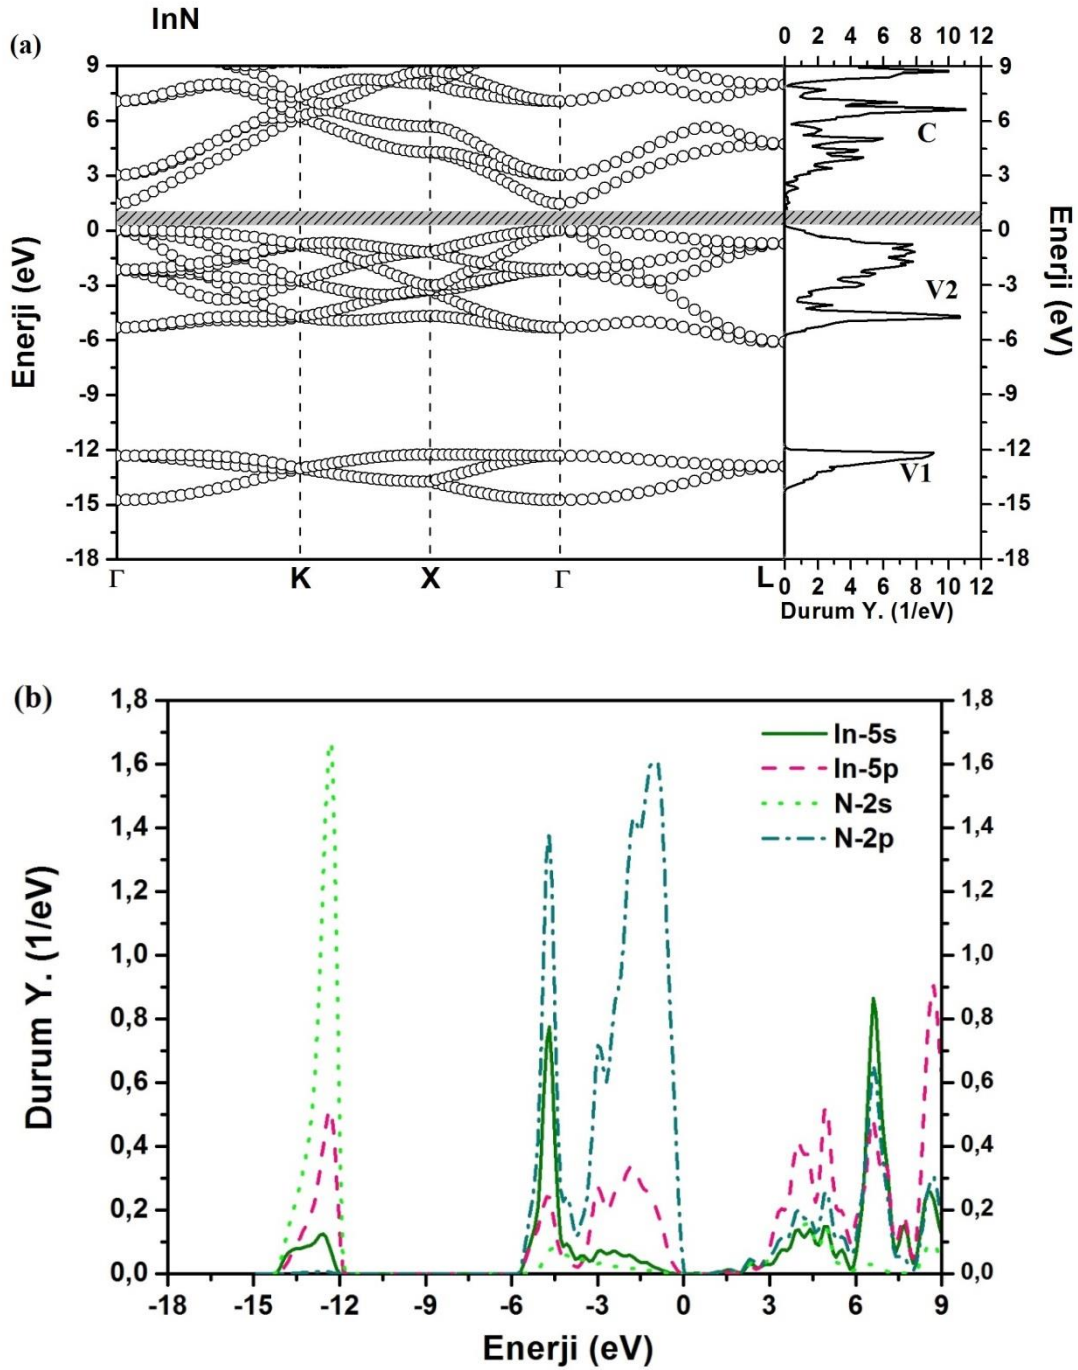 InN
(a)
0 2 4 6 8 10 12
9
6
3
0
-3
-6
-9
-12
-15
-18
Enerji (eV)
C
V2
V1
9
6
3
0
-3
-6
-9
-12
-15
-18
Enerji (eV)
Γ K X Γ L
0 2 4 6 8 10 12
Durum Y. (1/eV)
(b)
1,8
1,6
1,4
1,2
1,0
0,8
0,6
0,4
0,2
0,0
Durum Y. (1/eV)
In-5s
In-5p
N-2s
N-2p
1,8
1,6
1,4
1,2
1,0
0,8
0,6
0,4
0,2
0,0
-18 -15 -12 -9 -6 -3 0 3 6 9
Enerji (eV)